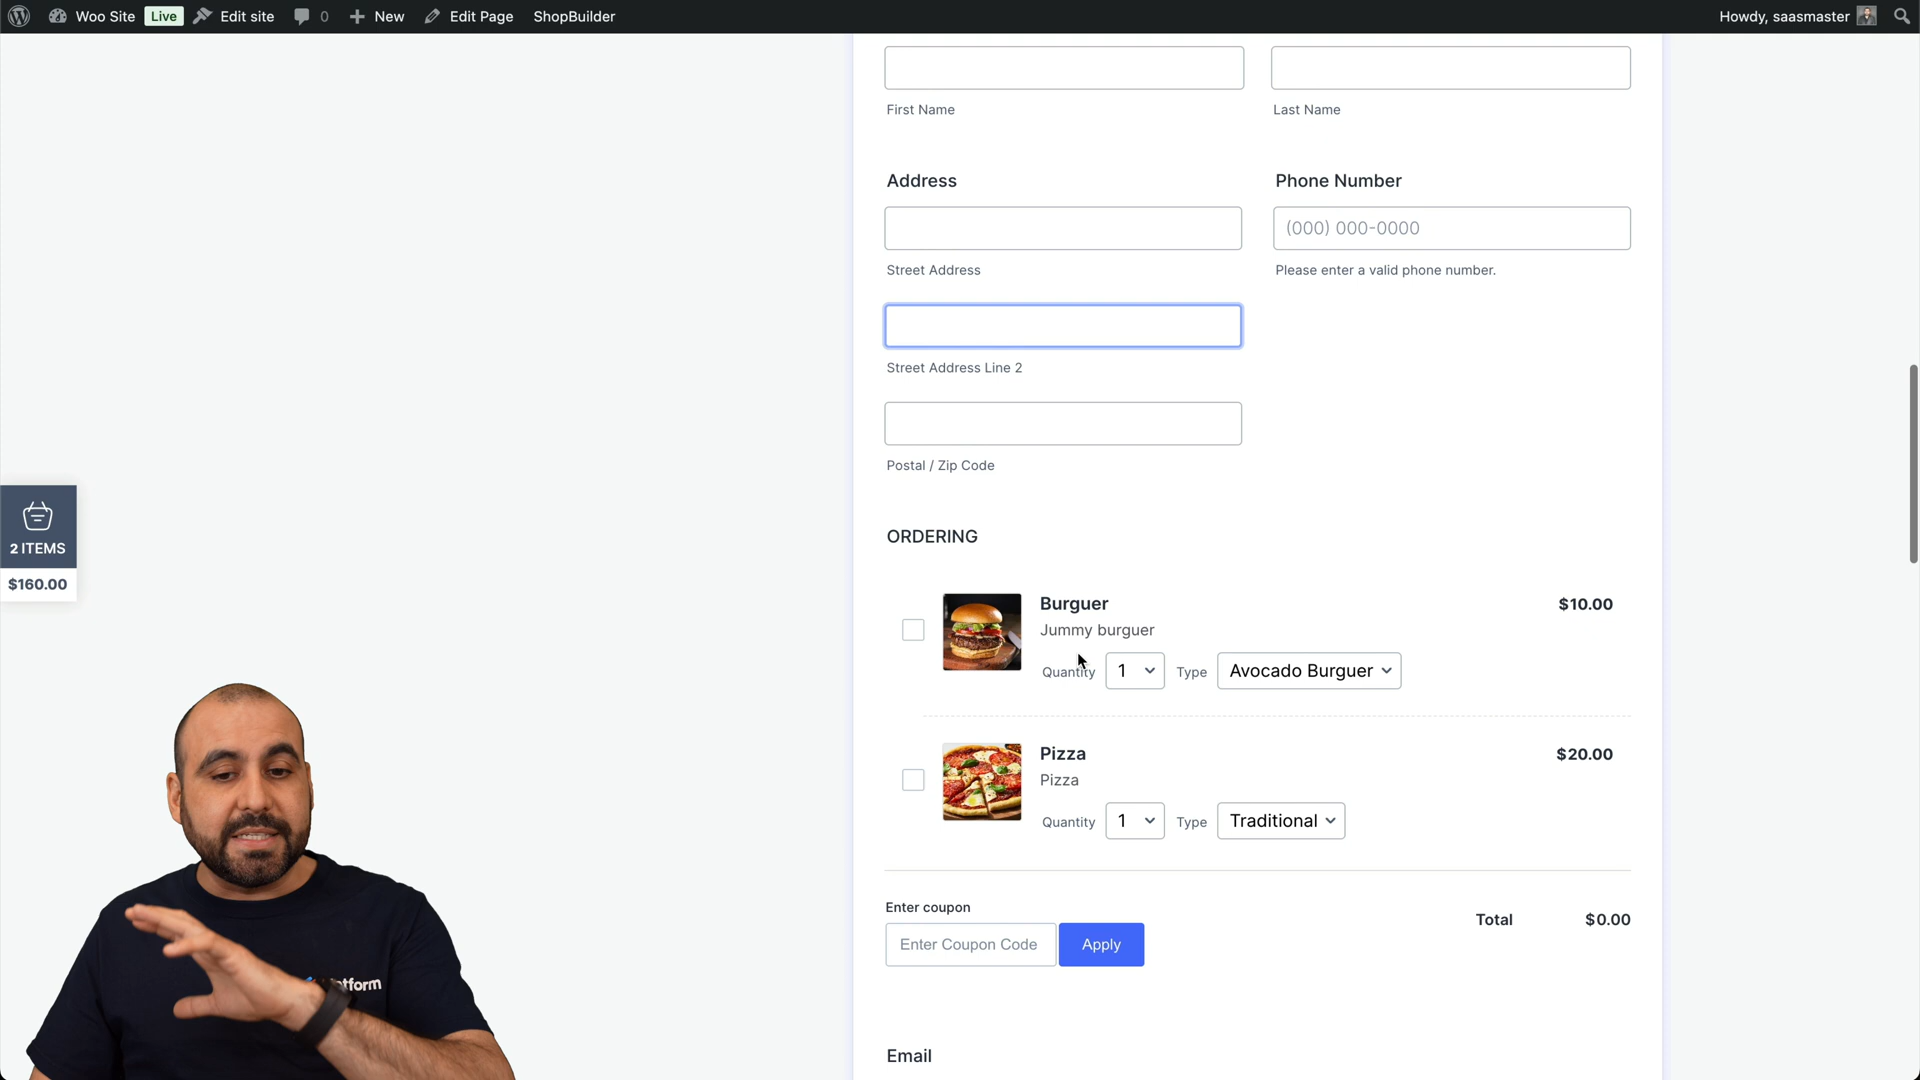 Woo Site Live Edit site 0 New Edit Page ShopBuilder Howdy, saasmaster
First Name Last Name
Address Phone Number
(000) 000-0000
Street Address Please enter a valid phone number.
Street Address Line 2
Postal / Zip Code
2 ITEMS
$160.00
ORDERING
Burguer $10.00
Jummy burguer
Quantity 1 Type Avocado Burguer
Pizza $20.00
Pizza
Quantity 1 Type Traditional
Enter coupon
Total $0.00
Enter Coupon Code Apply
Email